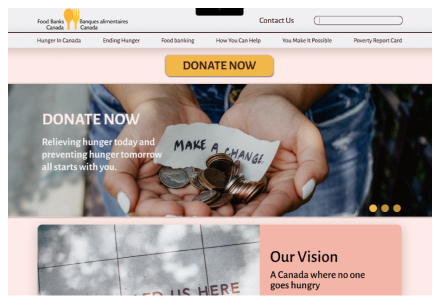 Food Banks Banques alimentaires
Canada Canada
Contact Us
Hunger In Canada Ending Hunger Food banking How You Can Help You Make It Possible Poverty Report Card
DONATE NOW
DONATE NOW
Relieving hunger today and
preventing hunger tomorrow
all starts with you.
MAKE A CHANGE
Our Vision
A Canada where no one
goes hungry
US HERE